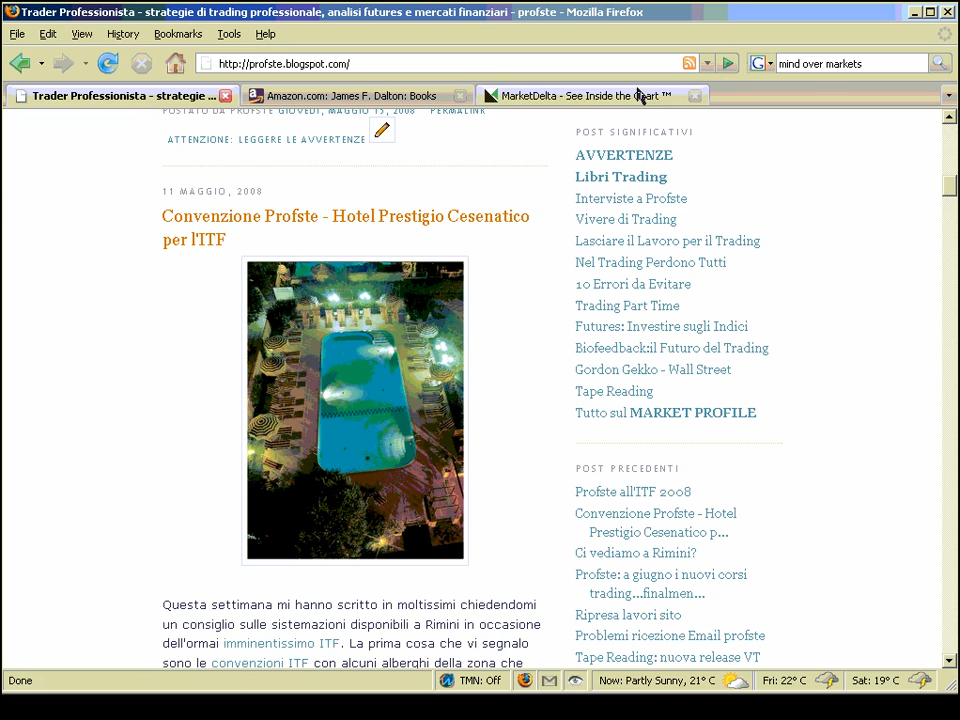 Trader Professionista - strategie di trading professionale, analisi futures e mercati finanziari - profste - Mozilla Firefox
File Edit View History Bookmarks Tools Help
http://profste.blogspot.com/
mind over markets
Trader Professionista - strategie ...
Amazon.com: James F. Dalton: Books
MarketDelta - See Inside the Chart ™
POSTATO DA PROFSTE GIOVEDÌ, MAGGIO 15, 2008 PERMALINK
ATTENZIONE: LEGGERE LE AVVERTENZE
11 MAGGIO, 2008
Convenzione Profste - Hotel Prestigio Cesenatico
per l'ITF
Questa settimana mi hanno scritto in moltissimi chiedendomi
un consiglio sulle sistemazioni disponibili a Rimini in occasione
dell'ormai imminentissimo ITF. La prima cosa che vi segnalo
sono le convenzioni ITF con alcuni alberghi della zona che
POST SIGNIFICATIVI
AVVERTENZE
Libri Trading
Interviste a Profste
Vivere di Trading
Lasciare il Lavoro per il Trading
Nel Trading Perdono Tutti
10 Errori da Evitare
Trading Part Time
Futures: Investire sugli Indici
Biofeedback:il Futuro del Trading
Gordon Gekko - Wall Street
Tape Reading
Tutto sul MARKET PROFILE
POST PRECEDENTI
Profste all'ITF 2008
Convenzione Profste - Hotel
Prestigio Cesenatico p...
Ci vediamo a Rimini?
Profste: a giugno i nuovi corsi
trading...finalmen...
Ripresa lavori sito
Problemi ricezione Email profste
Tape Reading: nuova release VT
Done
TMN: Off
Now: Partly Sunny, 21° C
Fri: 22° C
Sat: 19° C